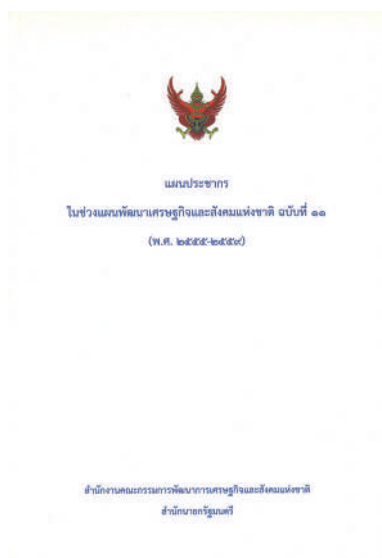 แผนประชากร
ในช่วงแผนพัฒนาเศรษฐกิจและสังคมแห่งชาติ ฉบับที่ ๑๑
(พ.ศ. ๒๕๕๕-๒๕๕๙)
สำนักงานคณะกรรมการพัฒนาการเศรษฐกิจและสังคมแห่งชาติ
สำนักนายกรัฐมนตรี